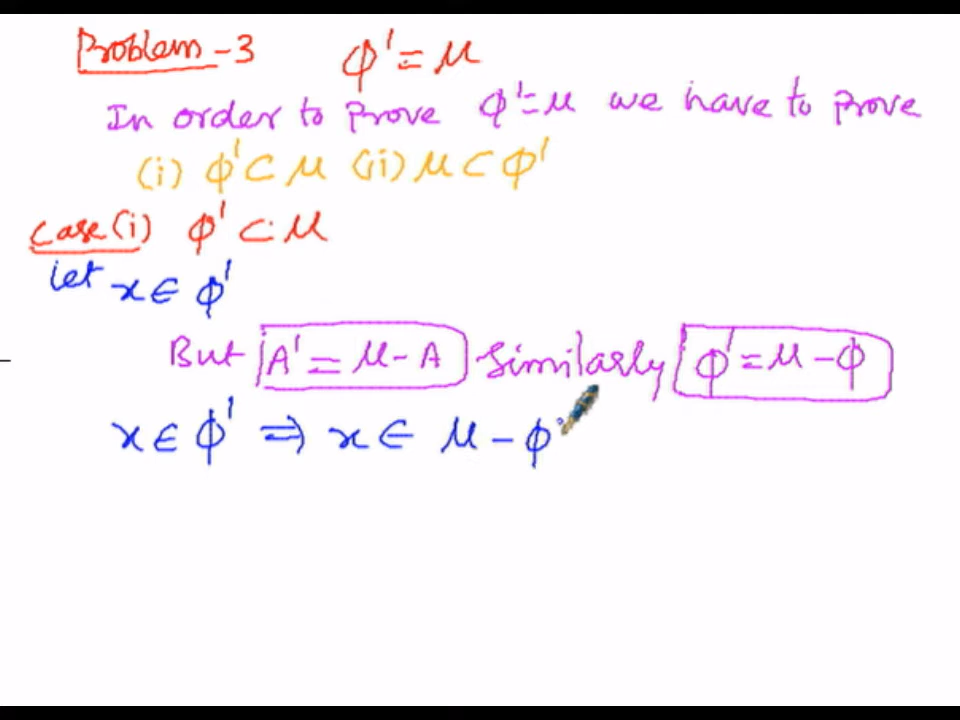 Problem-3 φ' = μ
In order to prove φ' = μ we have to prove
(i) φ' ⊂ μ (ii) μ ⊂ φ'
case(i) φ' ⊂ μ
Let x ∈ φ'
But A' = μ - A Similarly φ' = μ - φ
x ∈ φ' ⇒ x ∈ μ - φ